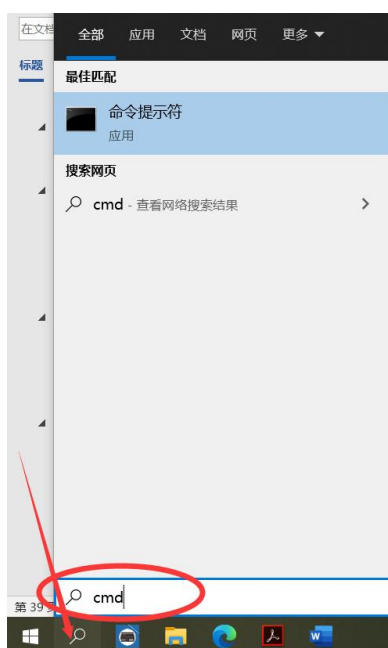 在文档
全部 应用 文档 网页 更多
标题
最佳匹配
命令提示符
应用
搜索网页
cmd - 查看网络搜索结果
cmd
第 39